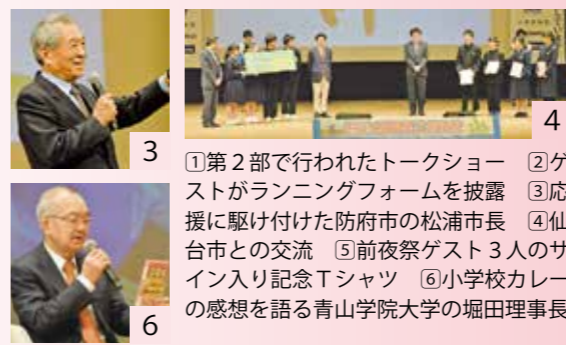 3
4
6
①第２部で行われたトークショー　②ゲ
ストがランニングフォームを披露　③応
援に駆け付けた防府市の松浦市長　④仙
台市との交流　⑤前夜祭ゲスト３人のサ
イン入り記念Ｔシャツ　⑥小学校カレー
の感想を語る青山学院大学の堀田理事長